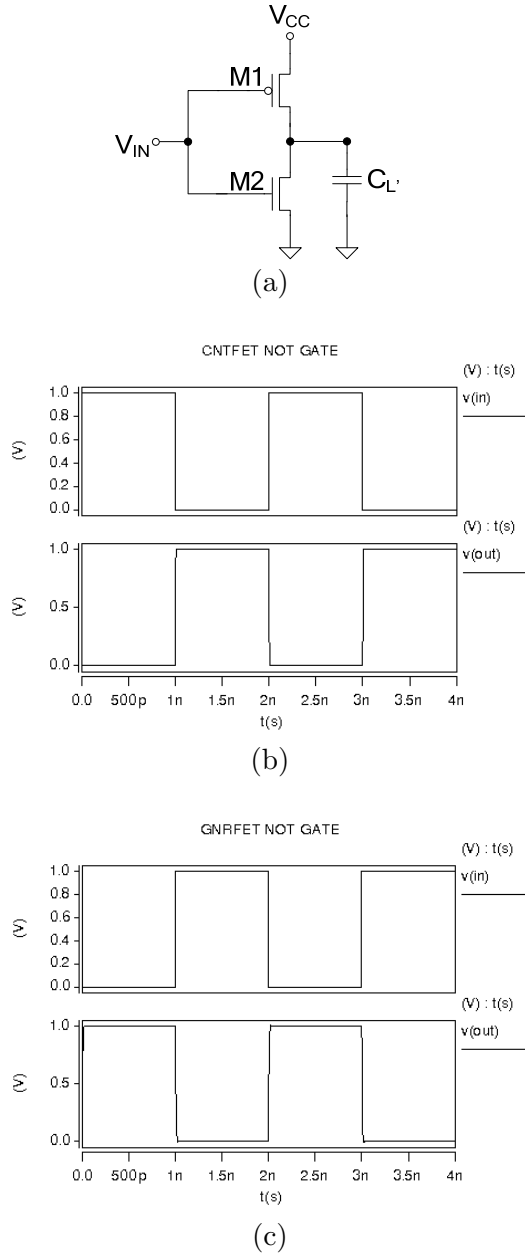 V_CC
M1
V_IN
M2
C_L'
(a)
CNTFET NOT GATE
(V) : t(s)
v(in)
1.0
0.8
0.6
0.4
0.2
0.0
(V)
(V) : t(s)
v(out)
1.0
0.5
0.0
(V)
0.0 500p 1n 1.5n 2n 2.5n 3n 3.5n 4n
t(s)
(b)
GNRFET NOT GATE
(V) : t(s)
v(in)
1.0
0.8
0.6
0.4
0.2
0.0
(V)
(V) : t(s)
v(out)
1.0
0.5
0.0
(V)
0.0 500p 1n 1.5n 2n 2.5n 3n 3.5n 4n
t(s)
(c)